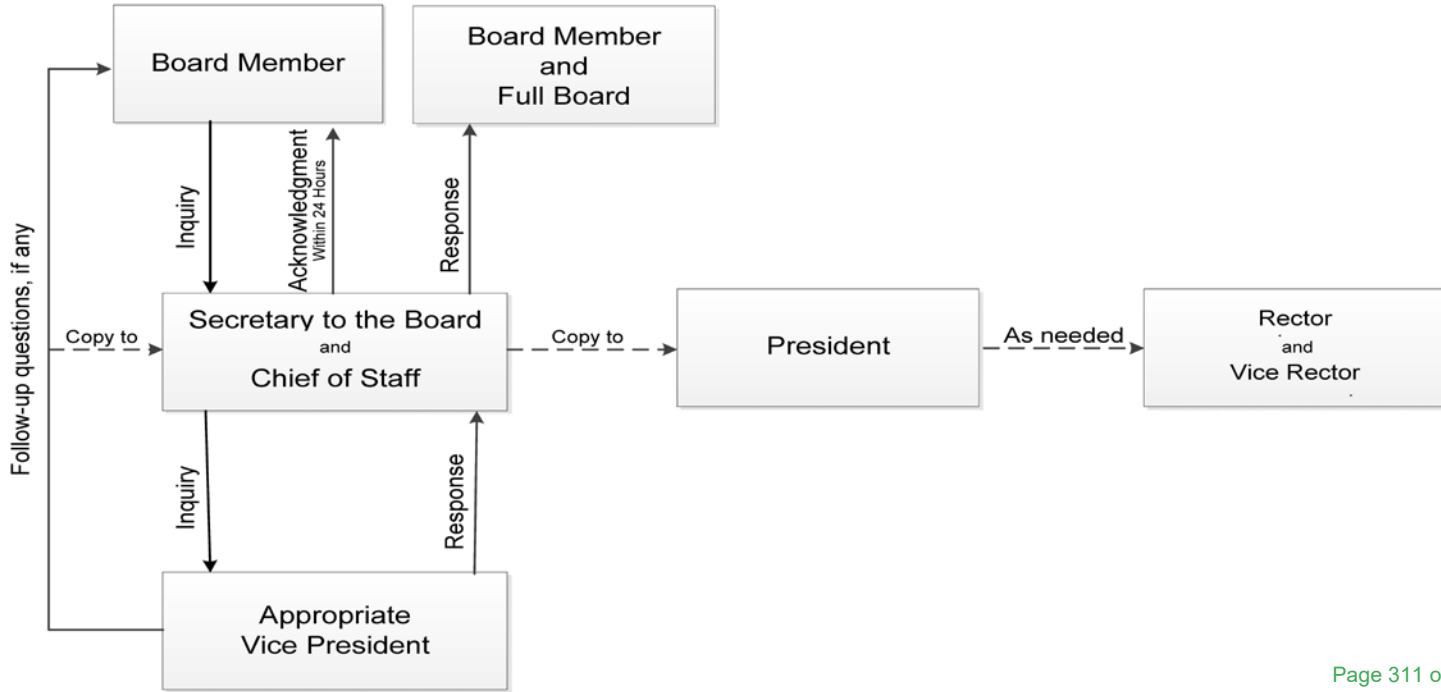 Board Member
Board Member
and
Full Board
Inquiry
Acknowledgment
Within 24 Hours
Response
Follow-up questions, if any
Copy to
Secretary to the Board
and
Chief of Staff
Copy to
President
As needed
Rector
and
Vice Rector
Inquiry
Response
Appropriate
Vice President
Page 311 o